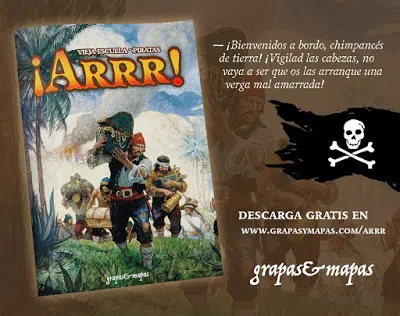 VIEJA ESCUELA · PIRATAS
¡ARRR!
grapas&mapas
— ¡Bienvenidos a bordo, chimpancés
de tierra! ¡Vigilad las cabezas, no
vaya a ser que os las arranque una
verga mal amarrada!
DESCARGA GRATIS EN
WWW.GRAPASYMAPAS.COM/ARRR
grapas&mapas